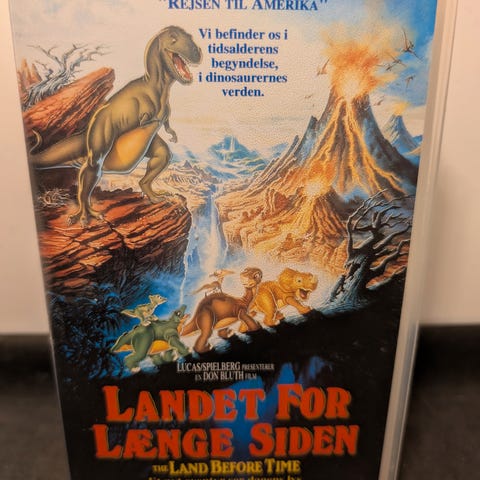 "REJSEN TIL AMERIKA"
Vi befinder os i
tidsalderens
begyndelse,
i dinosaurernes
verden.
LUCAS/SPIELBERG PRESENTERER
EN DON BLUTH FILM
LANDET FOR
LÆNGE SIDEN
THE LAND BEFORE TIME